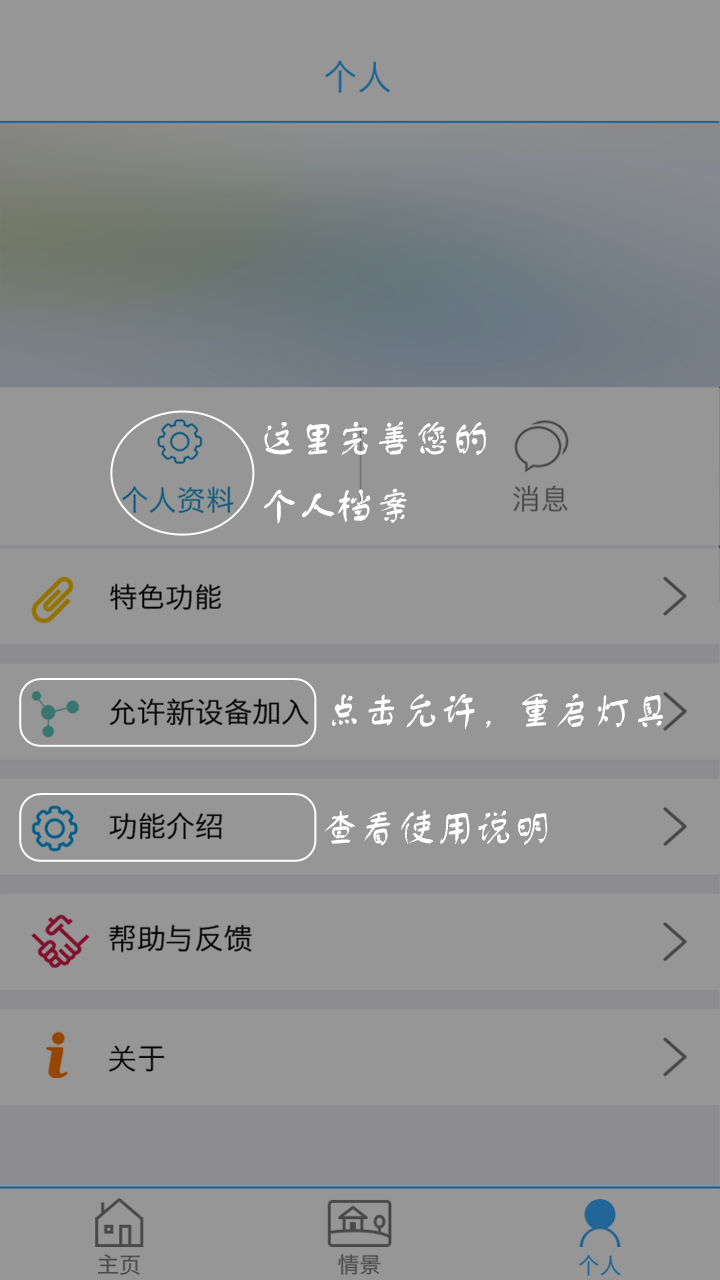 个人
个人资料
这里完善您的
个人档案
消息
特色功能
允许新设备加入
点击允许，重启灯具
功能介绍
查看使用说明
帮助与反馈
关于
主页
情景
个人